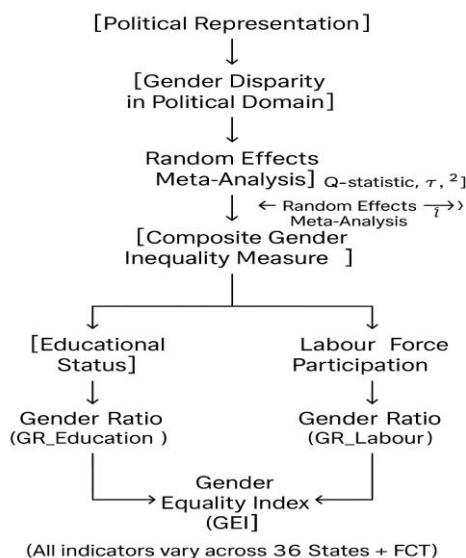 [Political Representation]
[Gender Disparity
in Political Domain]
Random Effects
Meta-Analysis] Q-statistic, τ, ²]
← Random Effects →⟩
Meta-Analysis î
[Composite Gender
Inequality Measure ]
[Educational
Status]
Labour Force
Participation
Gender Ratio
(GR_Education )
Gender Ratio
(GR_Labour)
Gender
Equality Index
(GEI]
(All indicators vary across 36 States + FCT)